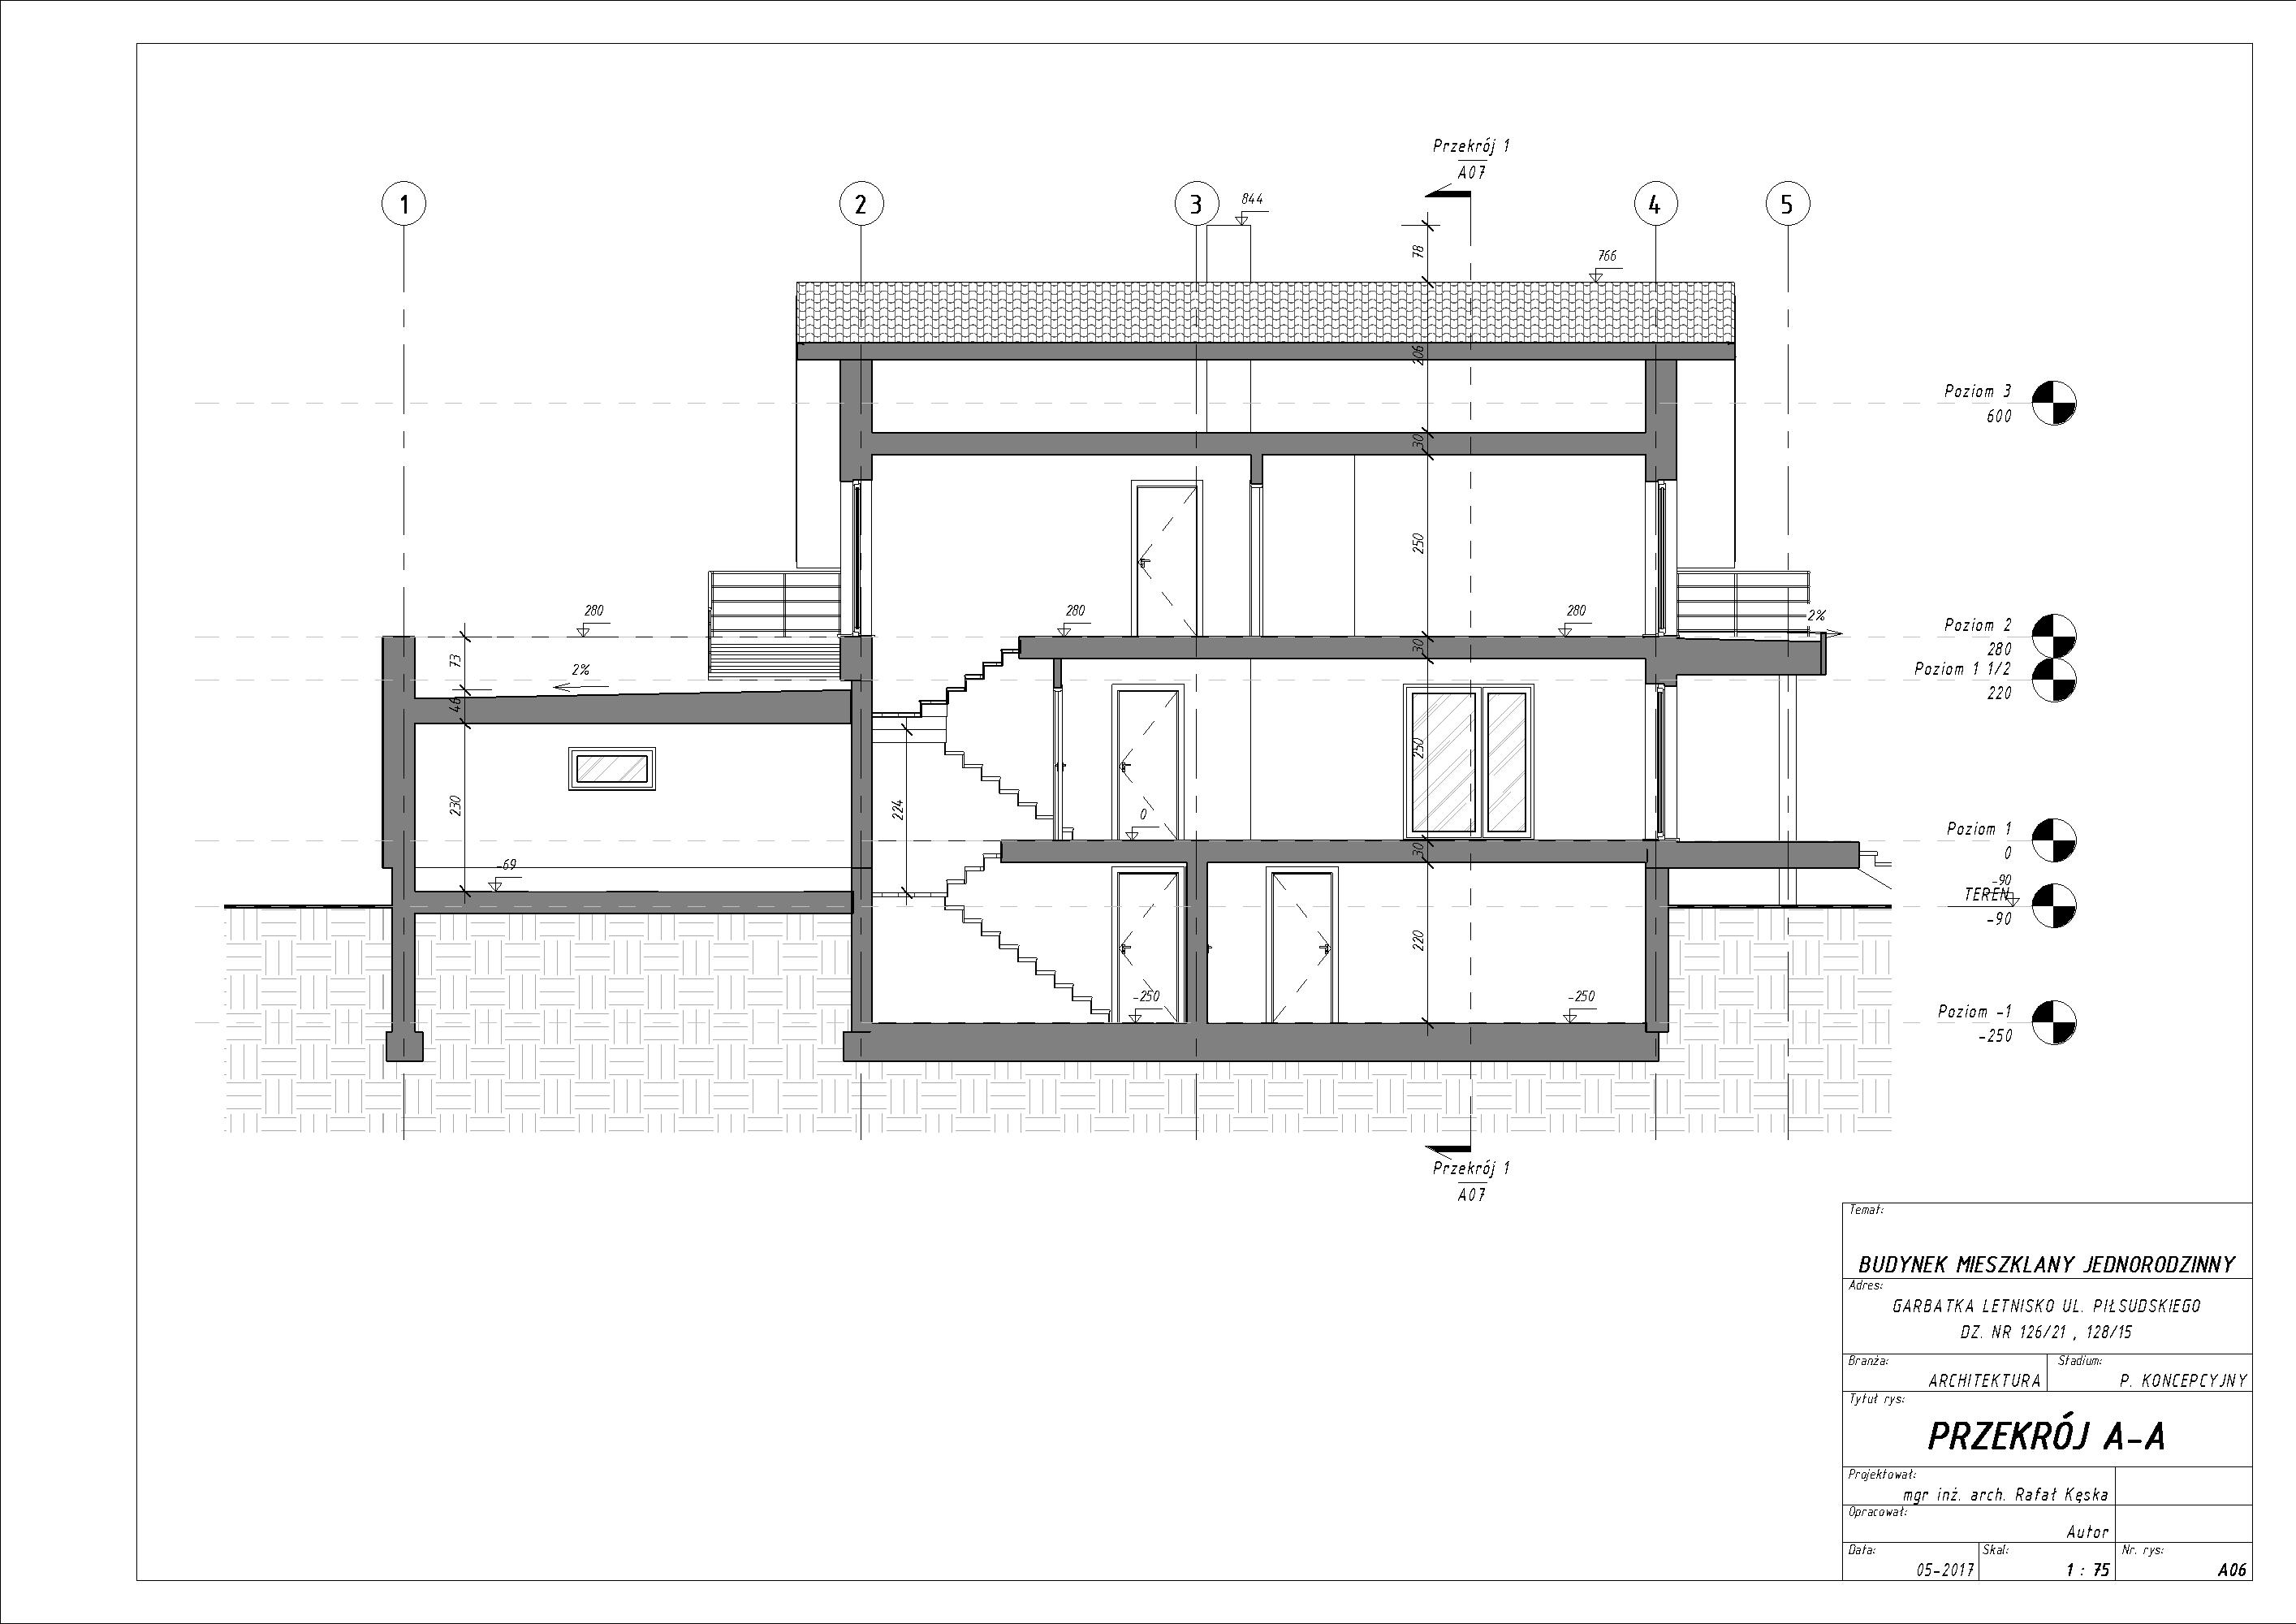 Przekrój 1
A07
1
2
3
4
5
844
78
766
206
Poziom 3
600
30
250
280
280
280
2%
Poziom 2
280
Poziom 1 1/2
220
73
2%
30
46
250
230
224
0
Poziom 1
0
30
-69
-90
TEREN
-90
220
-250
-250
Poziom -1
-250
Przekrój 1
A07
Temat:
BUDYNEK MIESZKLANY JEDNORODZINNY
Adres:
GARBATKA LETNISKO UL. PIŁSUDSKIEGO
DZ. NR 126/21 , 128/15
Branża:
ARCHITEKTURA
Stadium:
P. KONCEPCYJNY
Tytuł rys:
PRZEKRÓJ A-A
Projektował:
mgr inż. arch. Rafał Kęska
Opracował:
Autor
Data:
05-2017
Skal:
1 : 75
Nr. rys:
A06